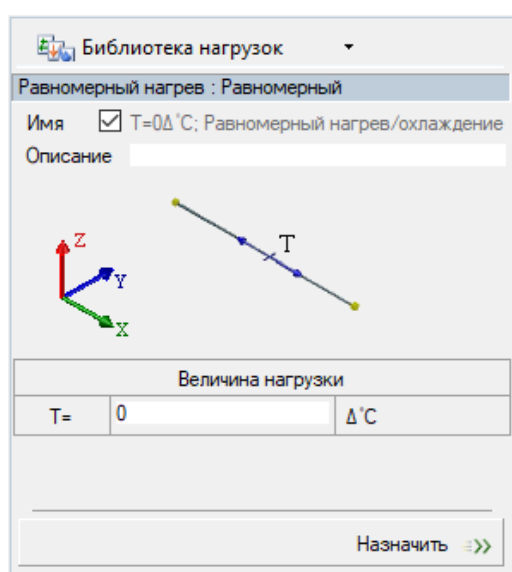 Библиотека нагрузок
Равномерный нагрев : Равномерный
Имя T=0Δ°C; Равномерный нагрев/охлаждение
Описание
Z
T
Y
X
Величина нагрузки
T= 0 Δ°C
Назначить